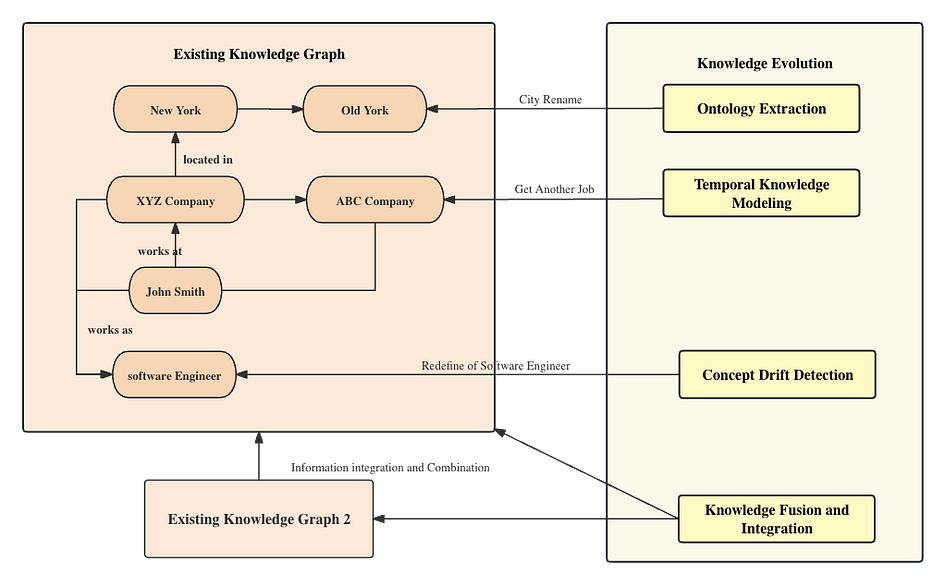 Existing Knowledge Graph
Knowledge Evolution
New York
Old York
City Rename
Ontology Extraction
located in
XYZ Company
ABC Company
Get Another Job
Temporal Knowledge
Modeling
works at
John Smith
works as
software Engineer
Redefine of Software Engineer
Concept Drift Detection
Information integration and Combination
Existing Knowledge Graph 2
Knowledge Fusion and
Integration